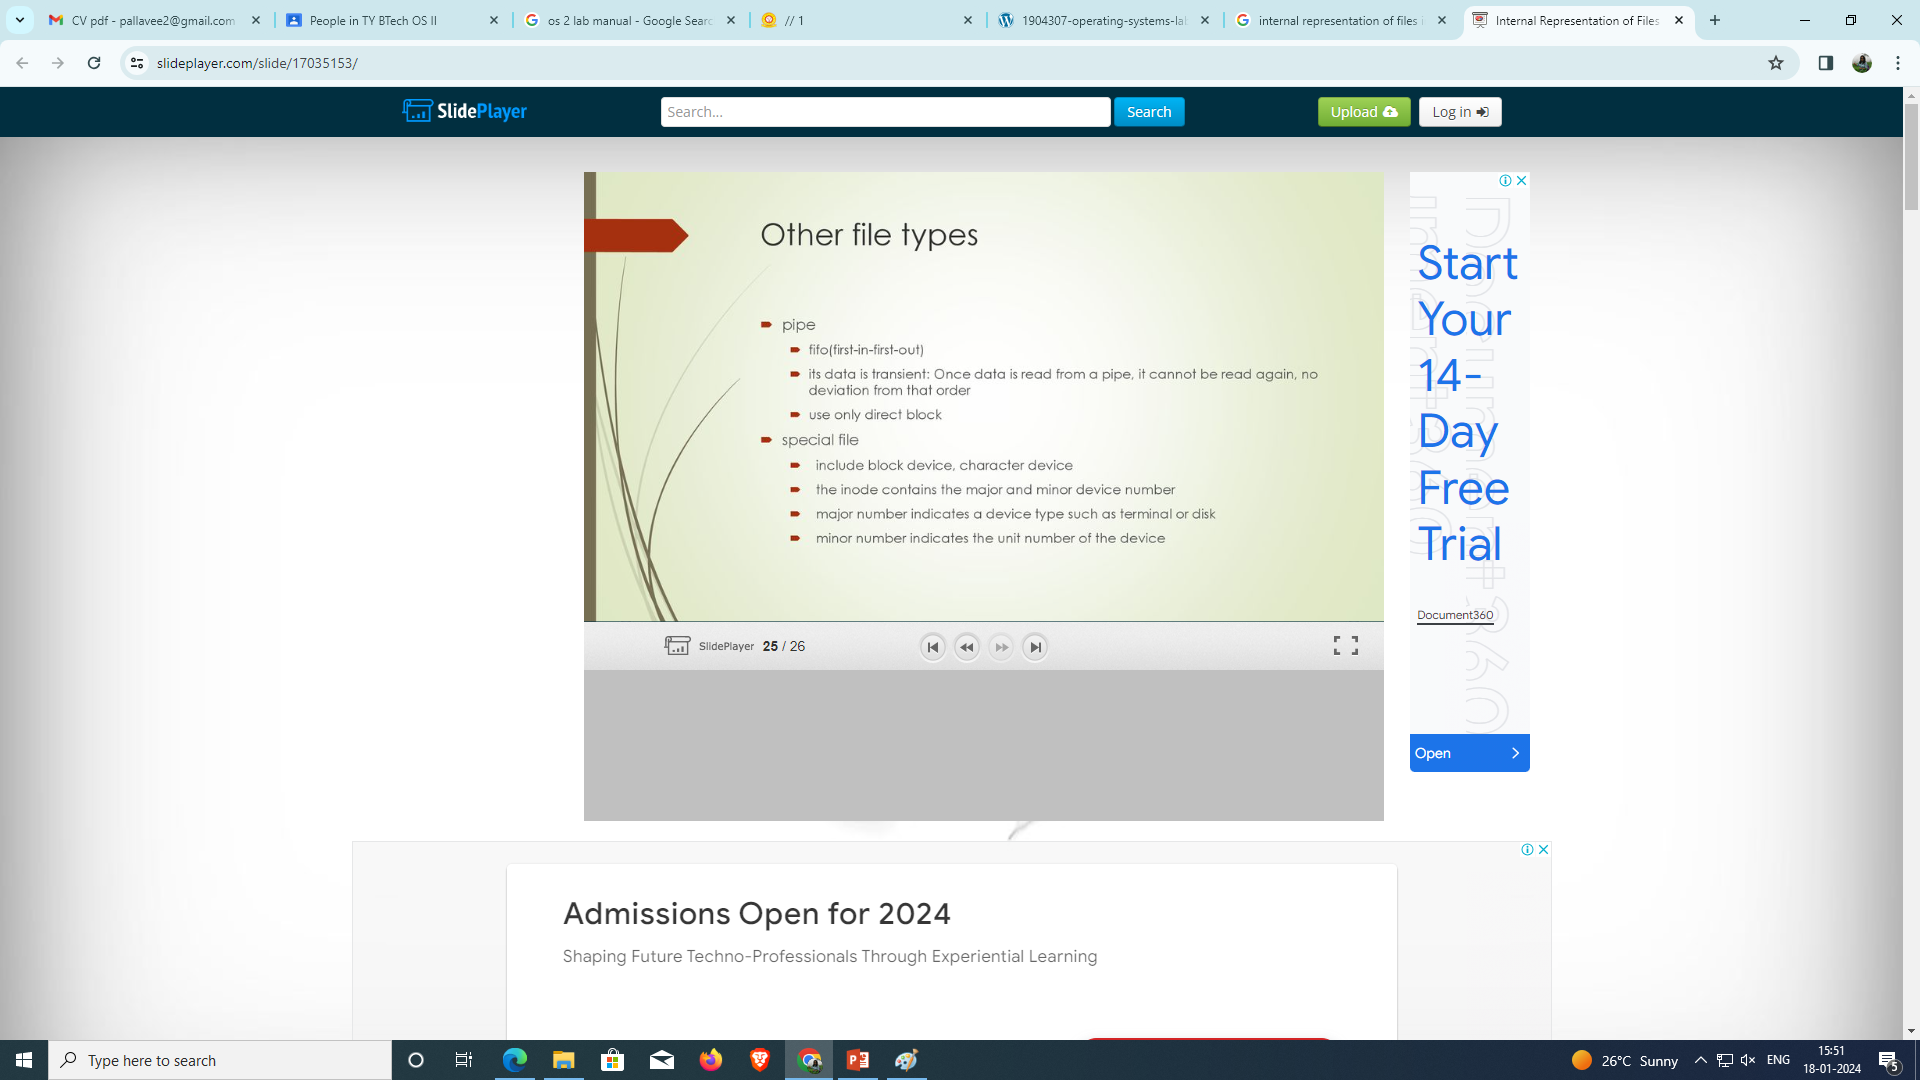 CV pdf - pallavee2@gmail.com
People in TY BTech OS II
os 2 lab manual - Google Searc
// 1
1904307-operating-systems-la
internal representation of files i
Internal Representation of Files
slideplayer.com/slide/17035153/
SlidePlayer
Search...
Search
Upload
Log in
Other file types
pipe
fifo(first-in-first-out)
its data is transient: Once data is read from a pipe, it cannot be read again, no
deviation from that order
use only direct block
special file
include block device, character device
the inode contains the major and minor device number
major number indicates a device type such as terminal or disk
minor number indicates the unit number of the device
SlidePlayer 25 / 26
Start
Your
14-
Day
Free
Trial
Document360
Open
Admissions Open for 2024
Shaping Future Techno-Professionals Through Experiential Learning
Type here to search
26°C Sunny
ENG
15:51
18-01-2024
5